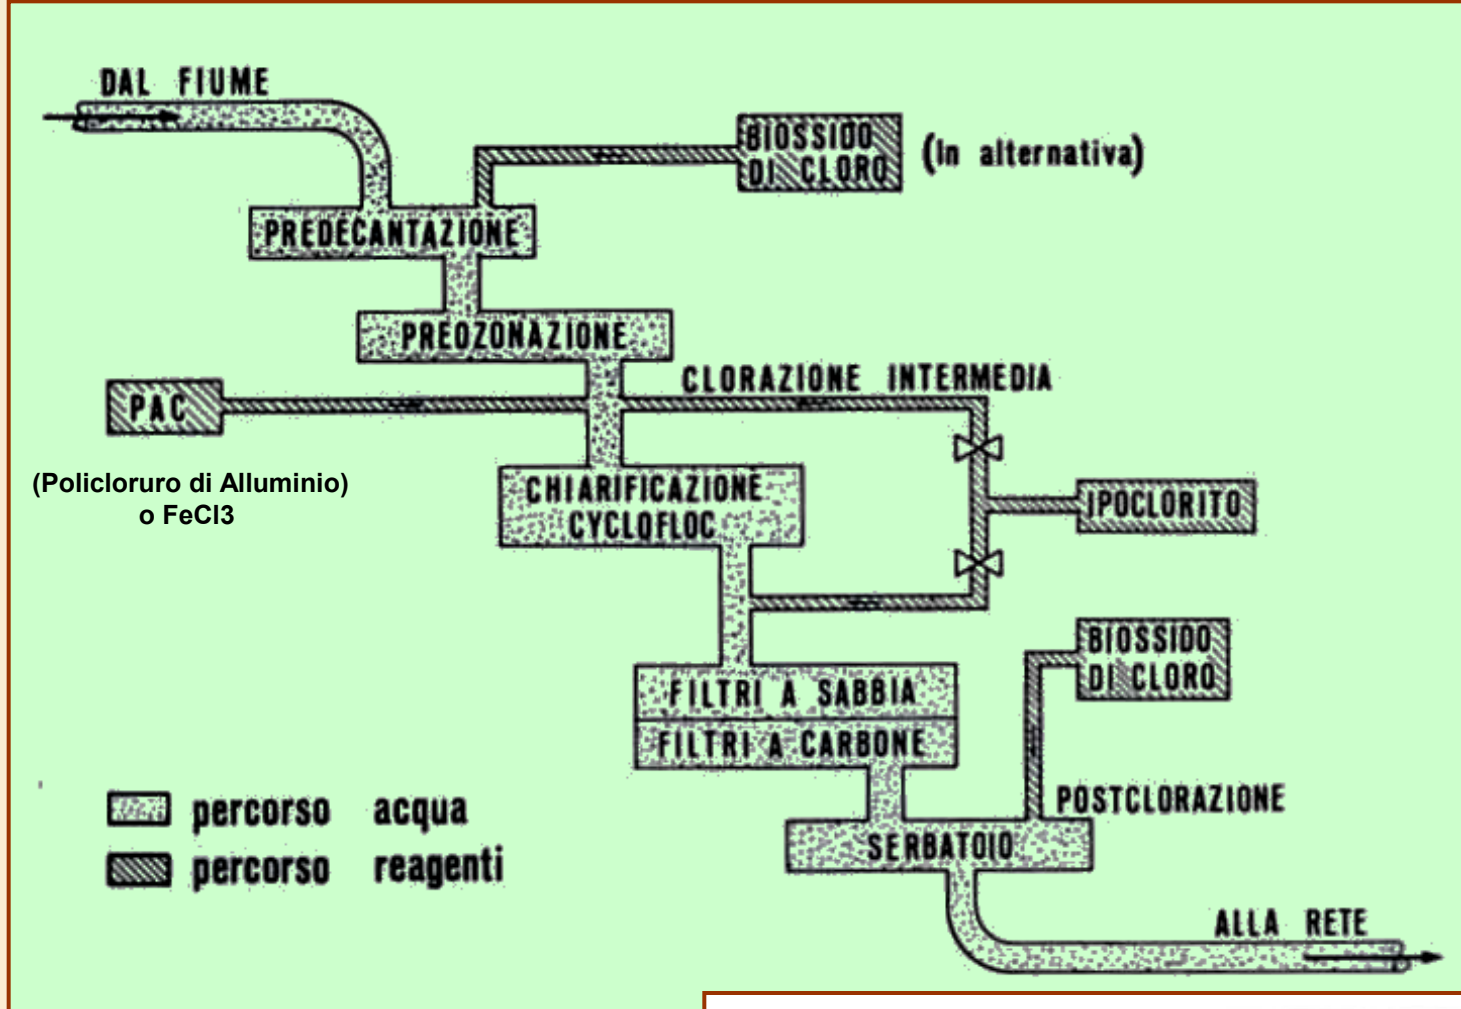 DAL FIUME
BIOSSIDO
DI CLORO
(In alternativa)
PREDECANTAZIONE
PREOZONAZIONE
CLORAZIONE INTERMEDIA
PAC
(Policloruro di Alluminio)
o FeCl3
CHIARIFICAZIONE
CYCLOFLOC
IPOCLORITO
BIOSSIDO
DI CLORO
FILTRI A SABBIA
FILTRI A CARBONE
POSTCLORAZIONE
SERBATOIO
percorso acqua
percorso reagenti
ALLA RETE